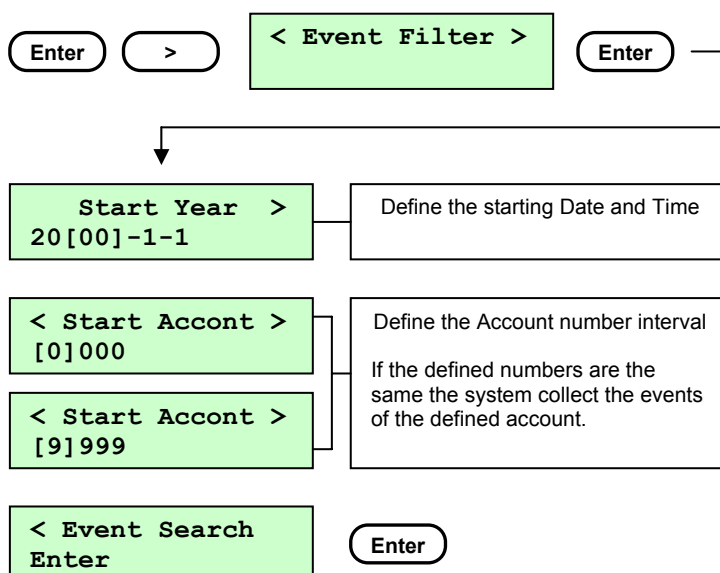 Enter
>
< Event Filter >
Enter
Start Year >
20[00]-1-1
Define the starting Date and Time
< Start Accont >
[0]000
< Start Accont >
[9]999
Define the Account number interval
If the defined numbers are the
same the system collect the events
of the defined account.
< Event Search
Enter
Enter